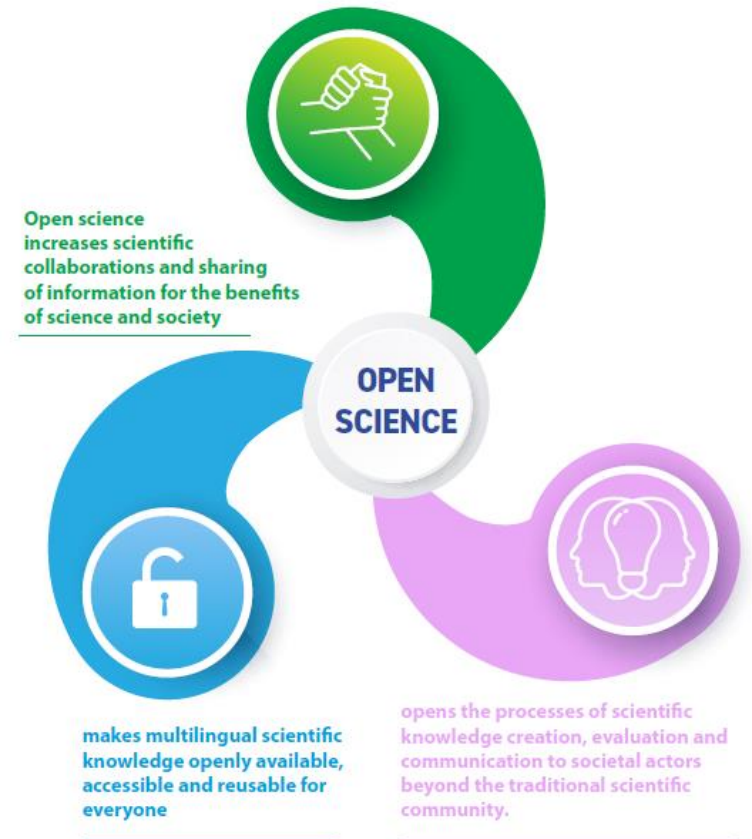 Open science
increases scientific
collaborations and sharing
of information for the benefits
of science and society
OPEN
SCIENCE
makes multilingual scientific
knowledge openly available,
accessible and reusable for
everyone
opens the processes of scientific
knowledge creation, evaluation and
communication to societal actors
beyond the traditional scientific
community.